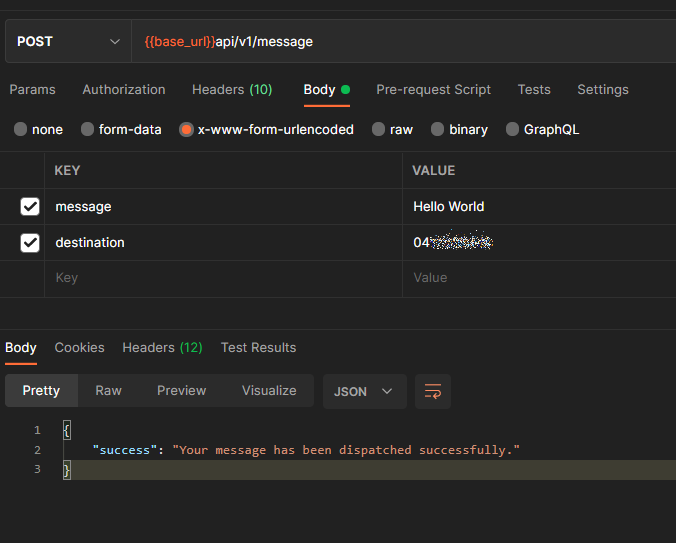 POST {{base_url}}api/v1/message
Params Authorization Headers (10) Body Pre-request Script Tests Settings
none form-data x-www-form-urlencoded raw binary GraphQL
KEY VALUE
message Hello World
destination 04
Key Value
Body Cookies Headers (12) Test Results
Pretty Raw Preview Visualize JSON
1 {
2 "success": "Your message has been dispatched successfully."
3 }